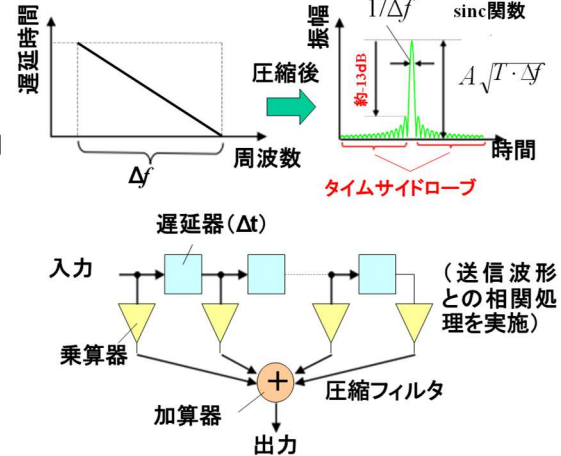 遅延時間
周波数
Δf
圧縮後
振幅
1/Δf
sinc関数
約-13dB
A√T・Δf
時間
タイムサイドローブ
遅延器(Δt)
入力
(送信波形
との相関処
理を実施)
乗算器
+
圧縮フィルタ
加算器
出力